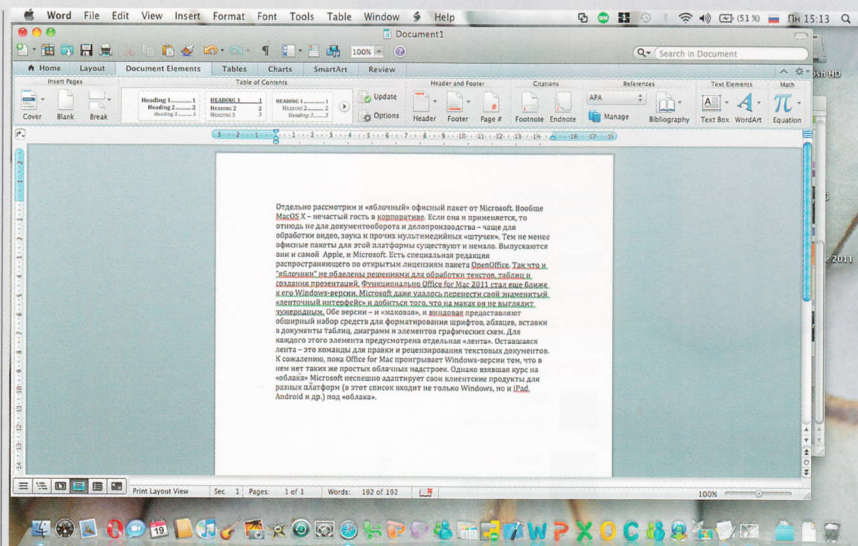 Word File Edit View Insert Format Font Tools Table Window Help (51 %) Пн 15:13
Document1
100% Search in Document
Home Layout Document Elements Tables Charts SmartArt Review
Insert Pages Table of Contents Header and Footer Citations References Text Elements Math
Cover Blank Break Update Options Header Footer Page # Footnote Endnote APA Manage Bibliography Text Box WordArt Equation
Отдельно рассмотрим и «яблочный» офисный пакет от Microsoft. Вообще
MacOS X – нечастый гость в корпоративе. Если она и применяется, то
отнюдь не для документооборота и делопроизводства – чаще для
обработки видео, звука и прочих мультимедийных «штучек». Тем не менее
офисные пакеты для этой платформы существуют и немало. Выпускаются
они и самой Apple, и Microsoft. Есть специальная редакция
распространяющего по открытым лицензиям пакета OpenOffice. Так что и
"яблочники" не обделены решениями для обработки текстов, таблиц и
создания презентаций. Функционально Office for Mac 2011 стал еще ближе
к его Windows-версии. Microsoft даже удалось перенести свой знаменитый
«ленточный интерфейс» и добиться того, что на маках он не выглядит
чужеродным. Обе версии – и «маковая», и виндовая предоставляют
обширный набор средств для форматировании шрифтов, абзацев, вставки
в документы таблиц, диаграмм и элементов графических схем. Для
каждого этого элемента предусмотрена отдельная «лента». Оставшаяся
лента – это команды для правки и рецензирования текстовых документов.
К сожалению, пока Office for Mac проигрывает Windows-версии тем, что в
нем нет таких же простых облачных надстроек. Однако взявшая курс на
«облака» Microsoft неспешно адаптирует свои клиентские продукты для
разных платформ (в этот список входит не только Windows, но и iPad,
Android и др.) под «облака».
Print Layout View Sec 1 Pages: 1 of 1 Words: 192 of 192 100%